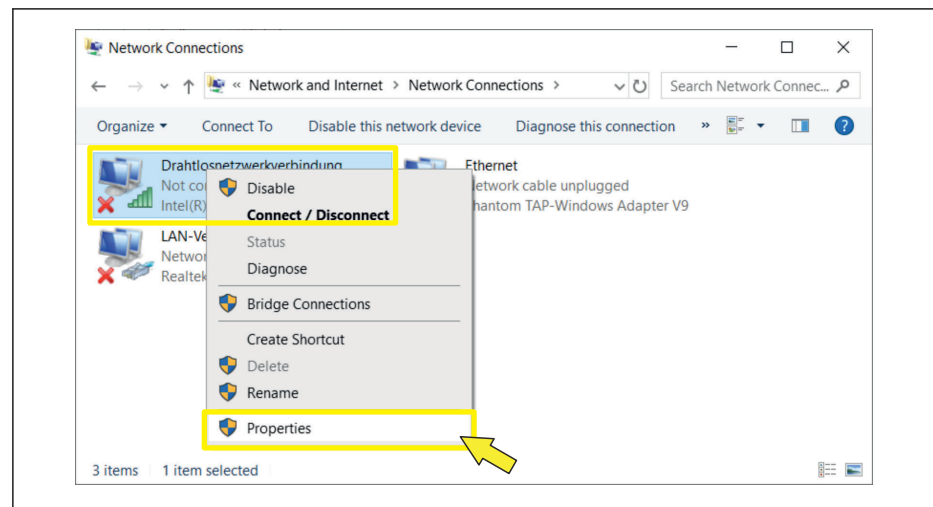 Network Connections
« Network and Internet > Network Connections >
Search Network Connec...
Organize
Connect To
Disable this network device
Diagnose this connection
»
?
Drahtlosnetzwerkverbindung
Not co
Intel(R)
Ethernet
etwork cable unplugged
hantom TAP-Windows Adapter V9
LAN-Ve
Networ
Realtek
Disable
Connect / Disconnect
Status
Diagnose
Bridge Connections
Create Shortcut
Delete
Rename
Properties
3 items
1 item selected